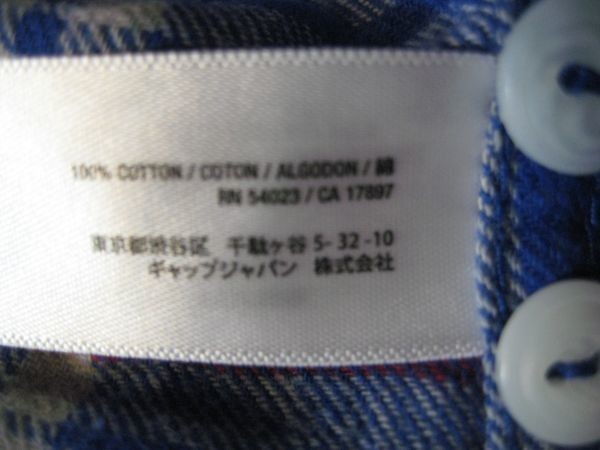 100% COTTON / COTON / ALGODON / 綿
RN 54023 / CA 17897
東京都渋谷区 千駄ヶ谷 5-32-10
ギャップジャパン 株式会社